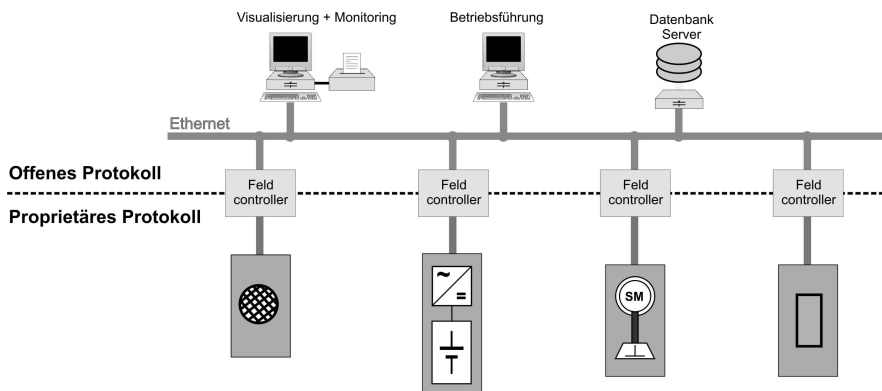 Visualisierung + Monitoring
Betriebsführung
Datenbank
Server
Ethernet
Offenes Protokoll
Proprietäres Protokoll
Feld
controller
Feld
controller
Feld
controller
Feld
controller
SM